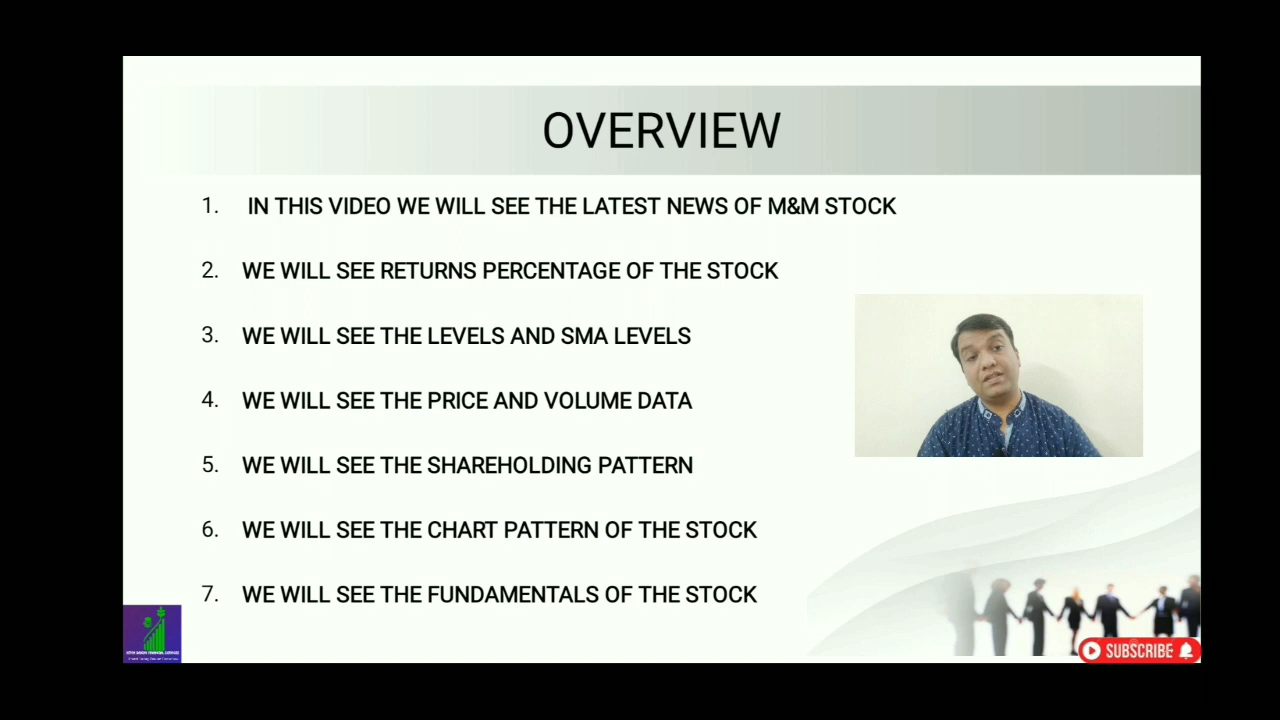 OVERVIEW
1. IN THIS VIDEO WE WILL SEE THE LATEST NEWS OF M&M STOCK
2. WE WILL SEE RETURNS PERCENTAGE OF THE STOCK
3. WE WILL SEE THE LEVELS AND SMA LEVELS
4. WE WILL SEE THE PRICE AND VOLUME DATA
5. WE WILL SEE THE SHAREHOLDING PATTERN
6. WE WILL SEE THE CHART PATTERN OF THE STOCK
7. WE WILL SEE THE FUNDAMENTALS OF THE STOCK
SUBSCRIBE